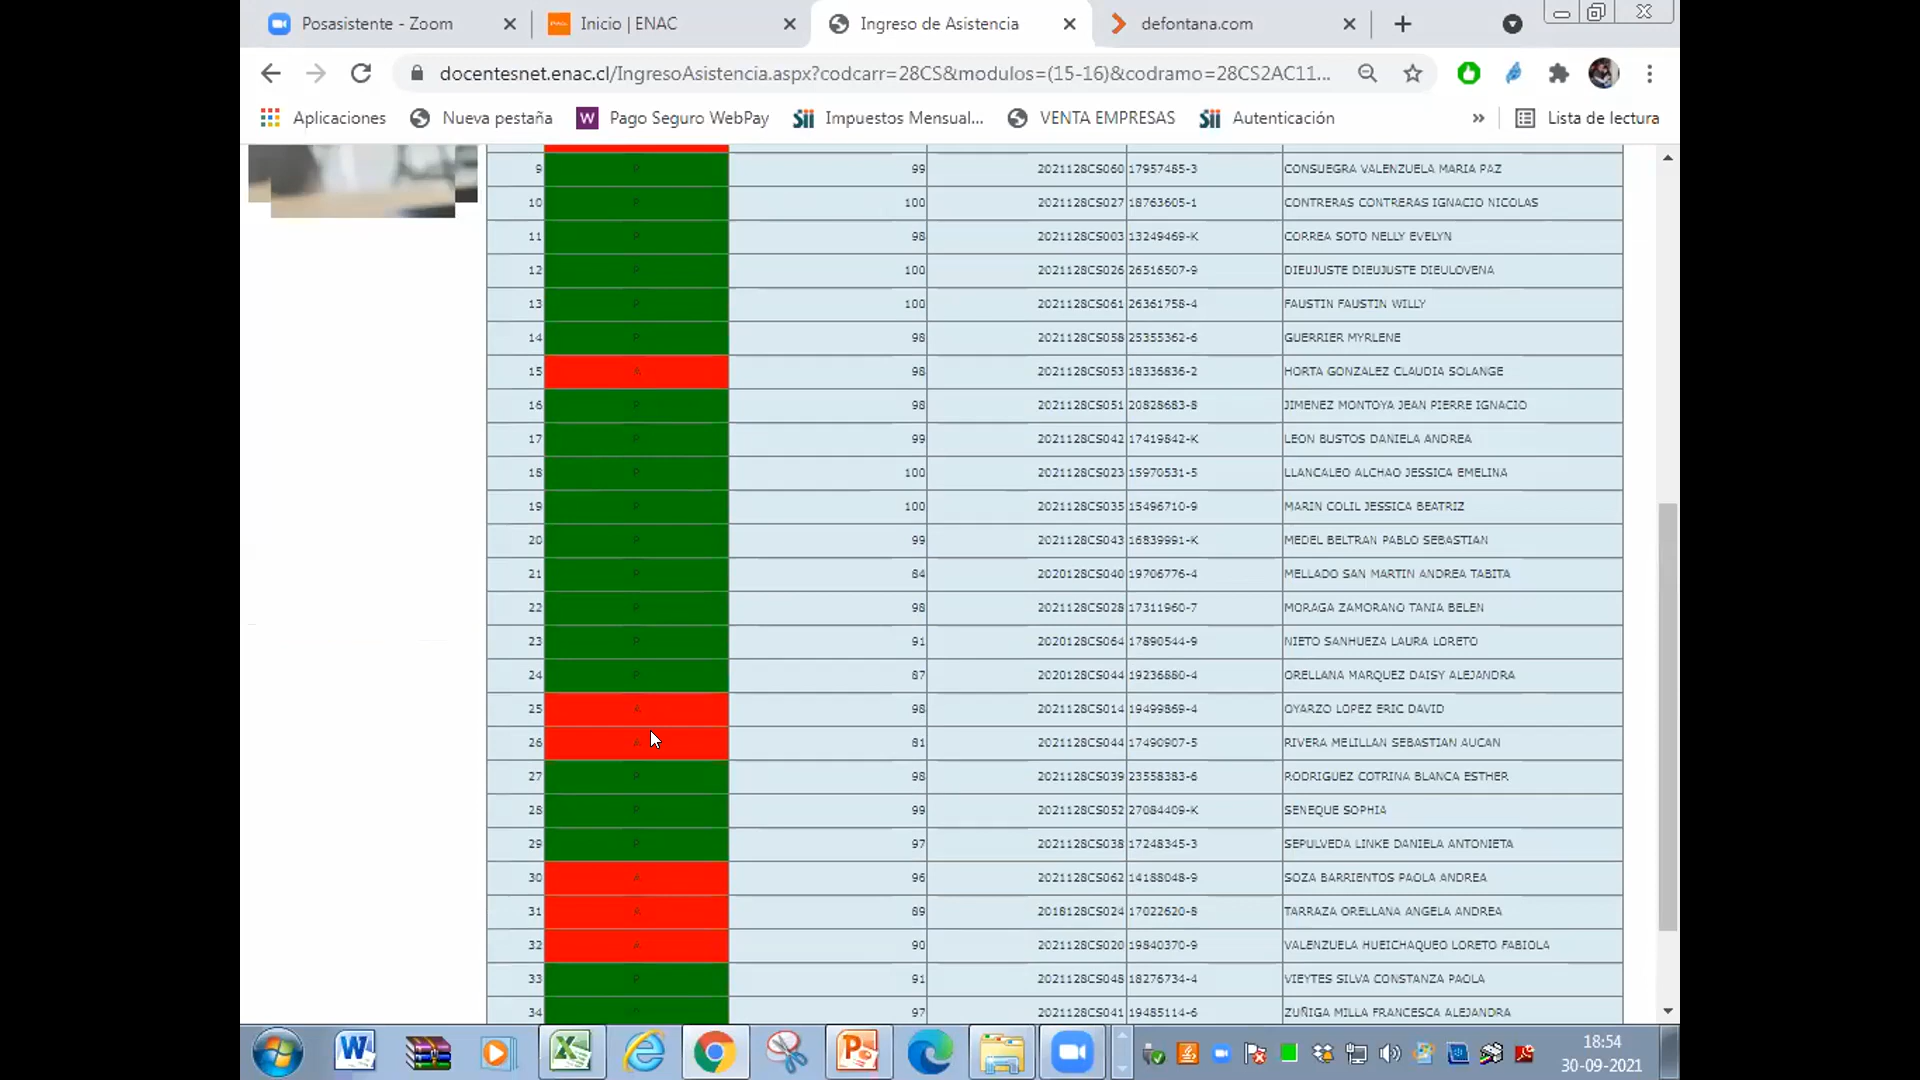 Posasistente - Zoom
Inicio | ENAC
Ingreso de Asistencia
defontana.com
docentesnet.enac.cl/IngresoAsistencia.aspx?codcarr=28CS&modulos=(15-16)&codramo=28CS2AC11...
Aplicaciones Nueva pestaña Pago Seguro WebPay Impuestos Mensual... VENTA EMPRESAS Autenticación » Lista de lectura
9 P 99 2021128CS060 17957485-3 CONSUEGRA VALENZUELA MARIA PAZ
10 P 100 2021128CS027 18763605-1 CONTRERAS CONTRERAS IGNACIO NICOLAS
11 P 98 2021128CS003 13249469-K CORREA SOTO NELLY EVELYN
12 P 100 2021128CS026 26516507-9 DIEUJUSTE DIEUJUSTE DIEULOVENA
13 P 100 2021128CS061 26361758-4 FAUSTIN FAUSTIN WILLY
14 P 98 2021128CS058 25355362-6 GUERRIER MYRLENE
15 A 98 2021128CS053 18336836-2 HORTA GONZALEZ CLAUDIA SOLANGE
16 P 98 2021128CS051 20828683-8 JIMENEZ MONTOYA JEAN PIERRE IGNACIO
17 P 99 2021128CS042 17419842-K LEON BUSTOS DANIELA ANDREA
18 P 100 2021128CS023 15970531-5 LLANCALEO ALCHAO JESSICA EMELINA
19 P 100 2021128CS035 15496710-9 MARIN COLIL JESSICA BEATRIZ
20 P 99 2021128CS043 16839991-K MEDEL BELTRAN PABLO SEBASTIAN
21 P 84 2020128CS040 19706776-4 MELLADO SAN MARTIN ANDREA TABITA
22 P 98 2021128CS028 17311960-7 MORAGA ZAMORANO TANIA BELEN
23 P 91 2020128CS064 17890544-9 NIETO SANHUEZA LAURA LORETO
24 P 87 2020128CS044 19236880-4 ORELLANA MARQUEZ DAISY ALEJANDRA
25 A 98 2021128CS014 19499869-4 OYARZO LOPEZ ERIC DAVID
26 A 81 2021128CS044 17490907-5 RIVERA MELILLAN SEBASTIAN AUCAN
27 P 98 2021128CS039 23558383-6 RODRIGUEZ COTRINA BLANCA ESTHER
28 P 99 2021128CS052 27084409-K SENEQUE SOPHIA
29 P 97 2021128CS038 17248345-3 SEPULVEDA LINKE DANIELA ANTONIETA
30 A 96 2021128CS062 14188048-9 SOZA BARRIENTOS PAOLA ANDREA
31 A 89 2018128CS024 17022620-8 TARRAZA ORELLANA ANGELA ANDREA
32 A 90 2021128CS020 19840370-9 VALENZUELA HUEICHAQUEO LORETO FABIOLA
33 P 91 2021128CS048 18276734-4 VIEYTES SILVA CONSTANZA PAOLA
34 97 2021128CS041 19485114-6 ZUÑIGA MILLA FRANCESCA ALEJANDRA
18:54
30-09-2021